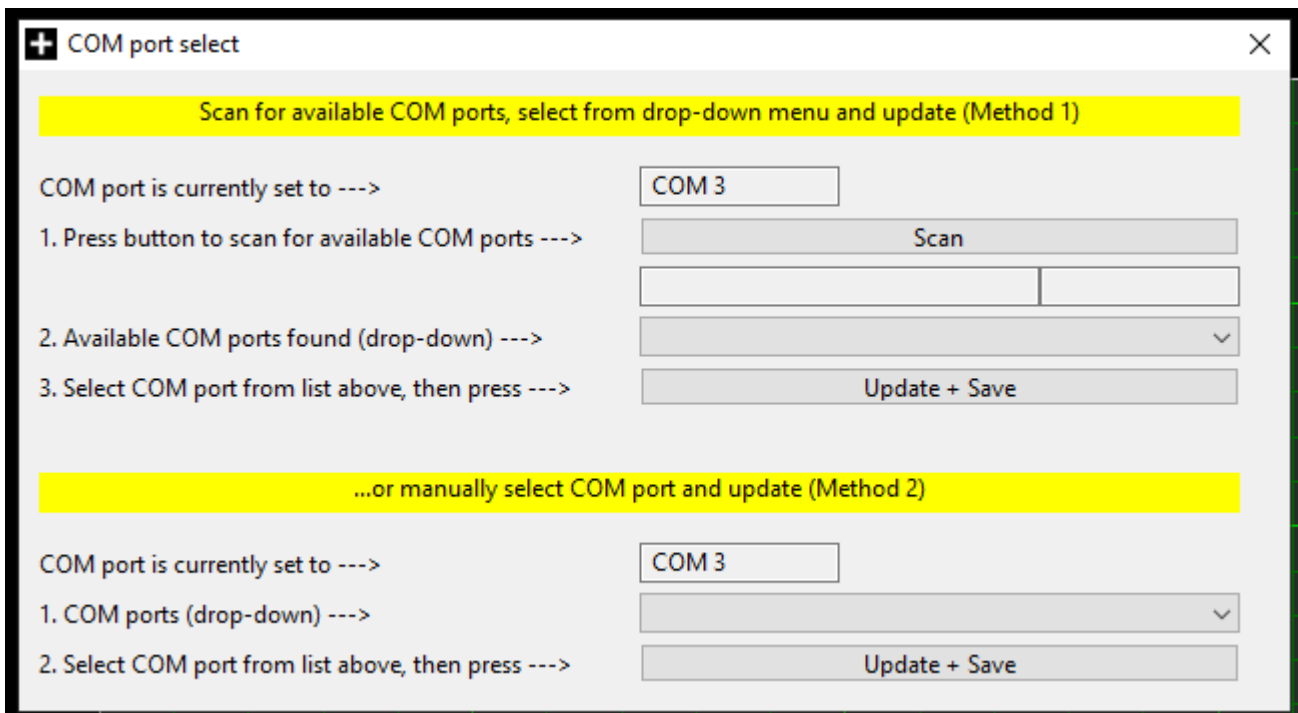 COM port select
Scan for available COM ports, select from drop-down menu and update (Method 1)
COM port is currently set to ---> COM 3
1. Press button to scan for available COM ports ---> Scan
2. Available COM ports found (drop-down) --->
3. Select COM port from list above, then press ---> Update + Save
...or manually select COM port and update (Method 2)
COM port is currently set to ---> COM 3
1. COM ports (drop-down) --->
2. Select COM port from list above, then press ---> Update + Save